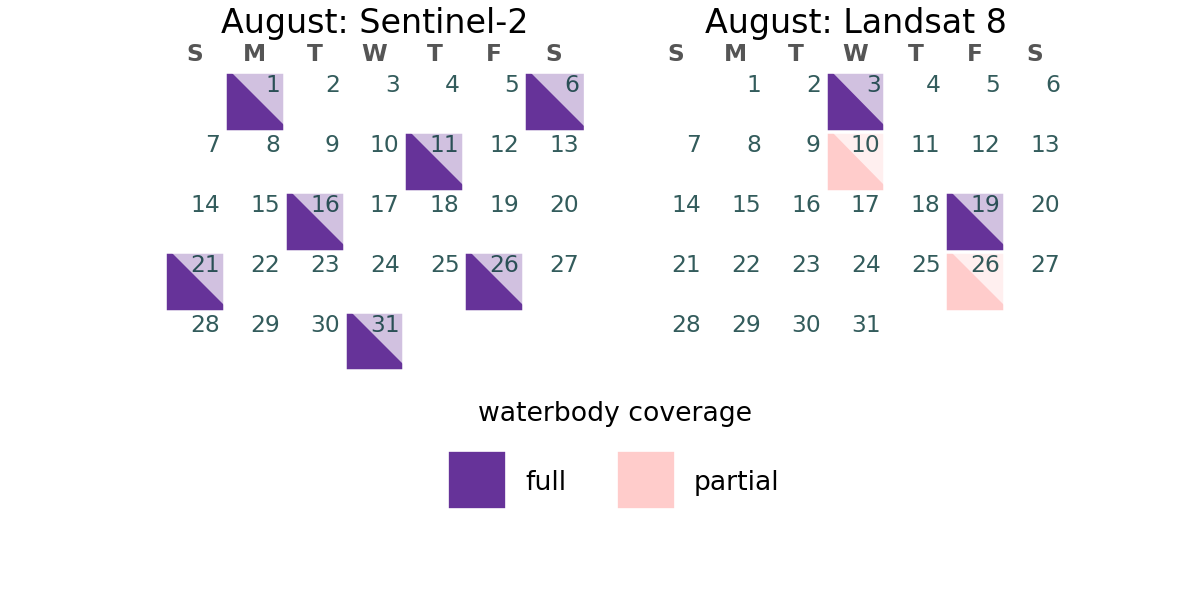 August: Sentinel-2
S M T W T F S
1 2 3 4 5 6
7 8 9 10 11 12 13
14 15 16 17 18 19 20
21 22 23 24 25 26 27
28 29 30 31
August: Landsat 8
S M T W T F S
1 2 3 4 5 6
7 8 9 10 11 12 13
14 15 16 17 18 19 20
21 22 23 24 25 26 27
28 29 30 31
waterbody coverage
full partial